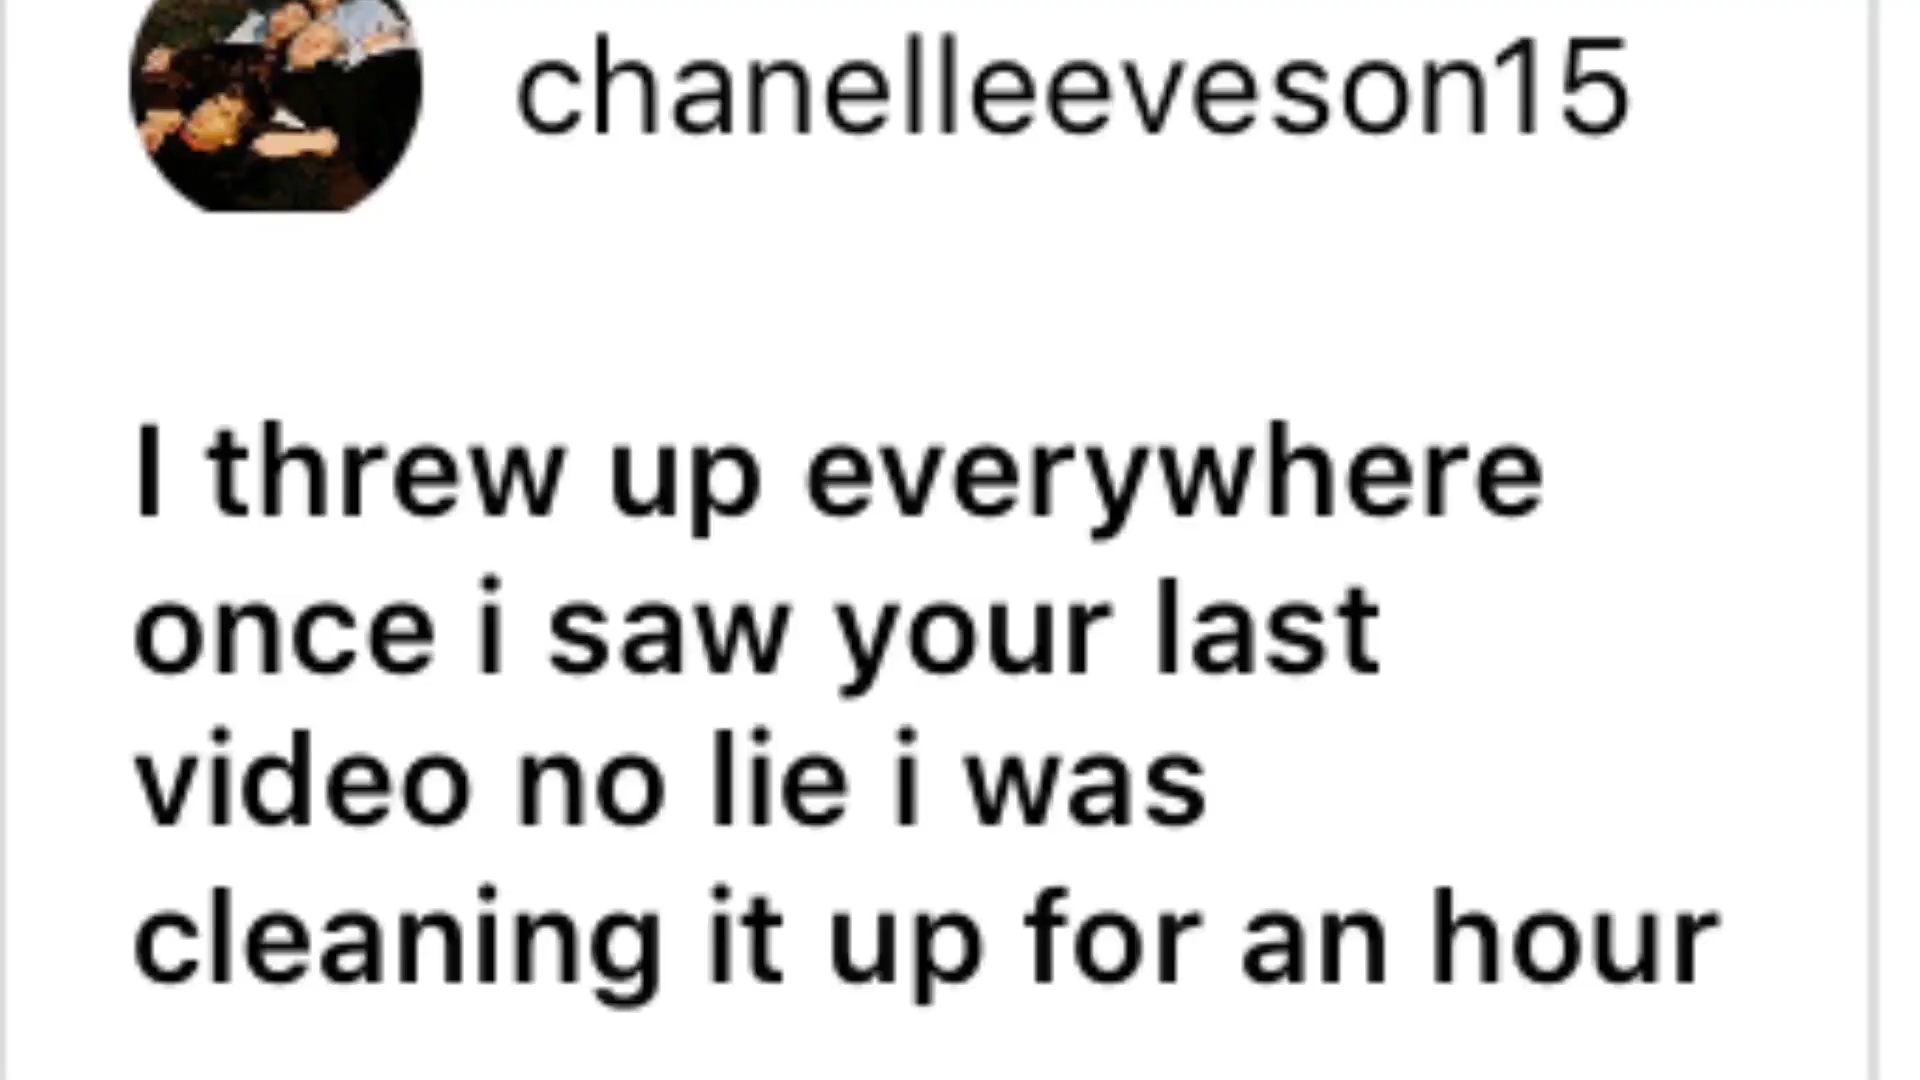 chanelleeveson15
I threw up everywhere
once i saw your last
video no lie i was
cleaning it up for an hour